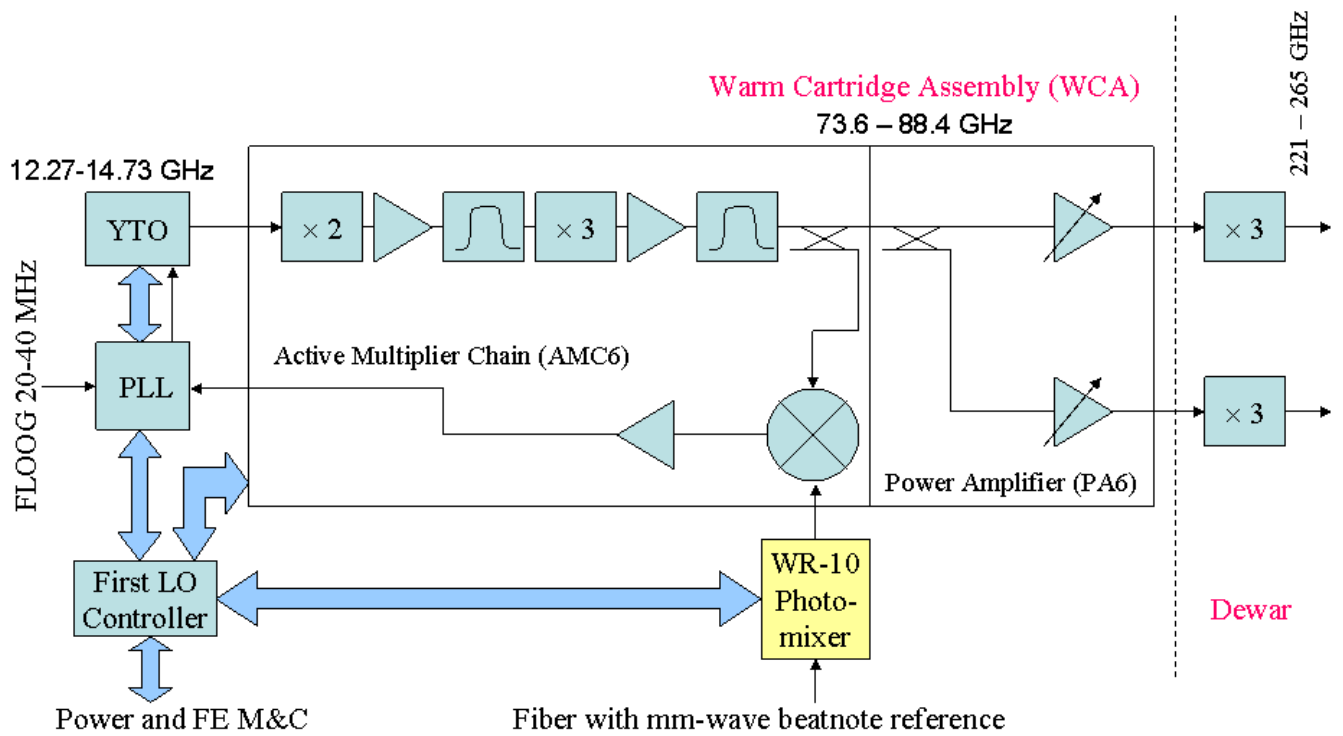 Warm Cartridge Assembly (WCA)
73.6 – 88.4 GHz
221 – 265 GHz
12.27-14.73 GHz
YTO
× 2
× 3
× 3
FLOOG 20-40 MHz
PLL
Active Multiplier Chain (AMC6)
× 3
Power Amplifier (PA6)
First LO
Controller
WR-10
Photo-
mixer
Dewar
Power and FE M&C
Fiber with mm-wave beatnote reference